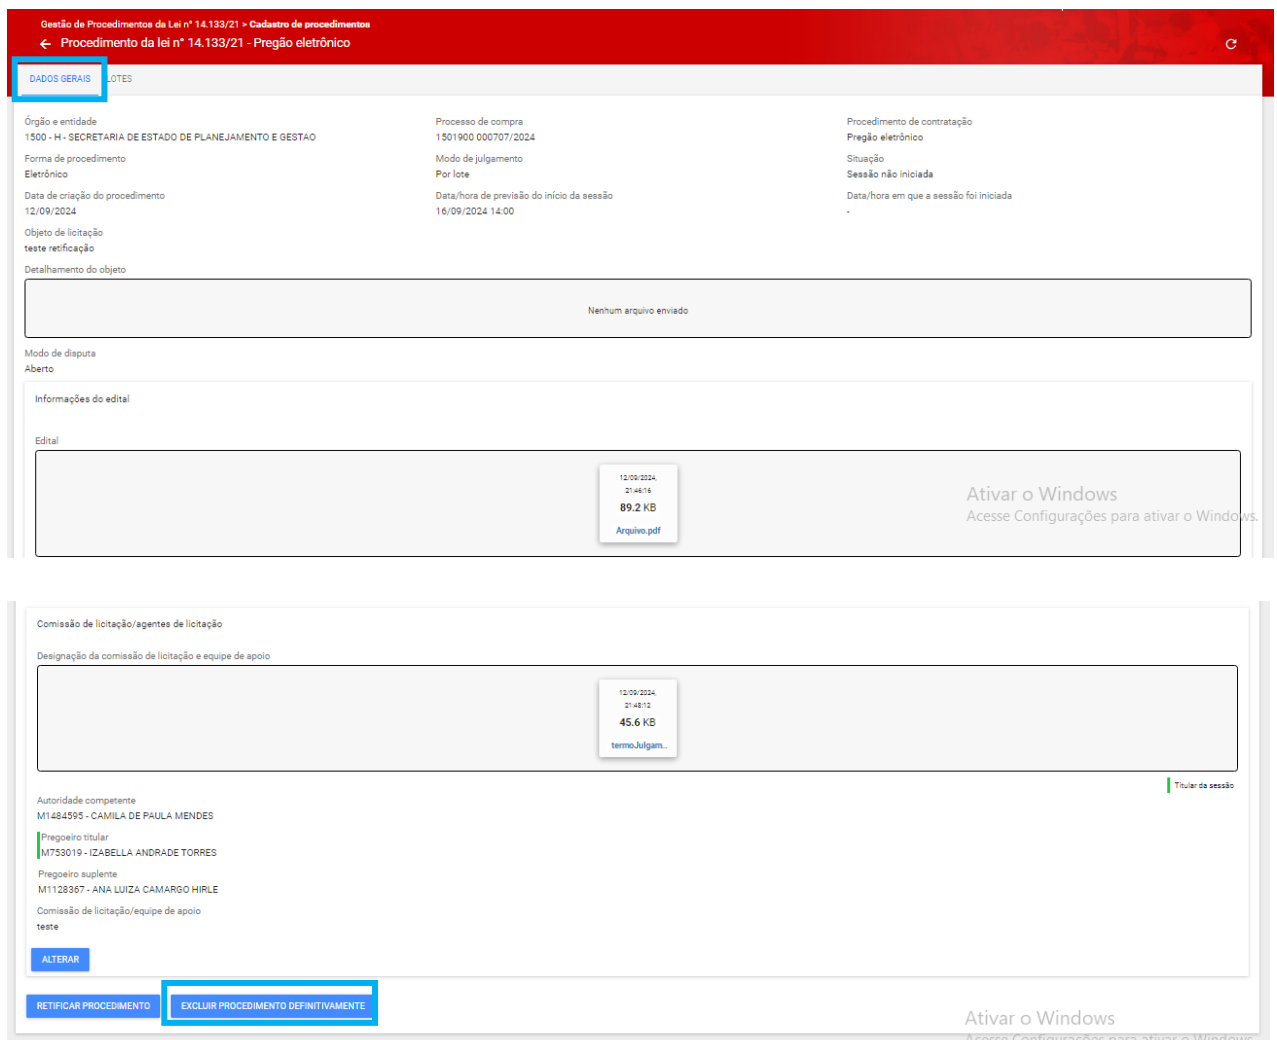 Gestão de Procedimentos da Lei n° 14.133/21 > Cadastro de procedimentos
Procedimento da lei n° 14.133/21 - Pregão eletrônico
DADOS GERAIS LOTES
Órgão e entidade
1500 - H - SECRETARIA DE ESTADO DE PLANEJAMENTO E GESTAO
Processo de compra
1501900 000707/2024
Procedimento de contratação
Pregão eletrônico
Forma de procedimento
Eletrônico
Modo de julgamento
Por lote
Situação
Sessão não iniciada
Data de criação do procedimento
12/09/2024
Data/hora de previsão do início da sessão
16/09/2024 14:00
Data/hora em que a sessão foi iniciada
-
Objeto de licitação
teste retificação
Detalhamento do objeto
Nenhum arquivo enviado
Modo de disputa
Aberto
Informações do edital
Edital
12/09/2024,
21:46:16
89.2 KB
Arquivo.pdf
Ativar o Windows
Acesse Configurações para ativar o Windows.
Comissão de licitação/agentes de licitação
Designação da comissão de licitação e equipe de apoio
12/09/2024,
21:48:12
45.6 KB
termoJulgam...
Titular da sessão
Autoridade competente
M1484595 - CAMILA DE PAULA MENDES
Pregoeiro titular
M753019 - IZABELLA ANDRADE TORRES
Pregoeiro suplente
M1128367 - ANA LUIZA CAMARGO HIRLE
Comissão de licitação/equipe de apoio
teste
ALTERAR
RETIFICAR PROCEDIMENTO EXCLUIR PROCEDIMENTO DEFINITIVAMENTE
Ativar o Windows
Acesse Configurações para ativar o Windows